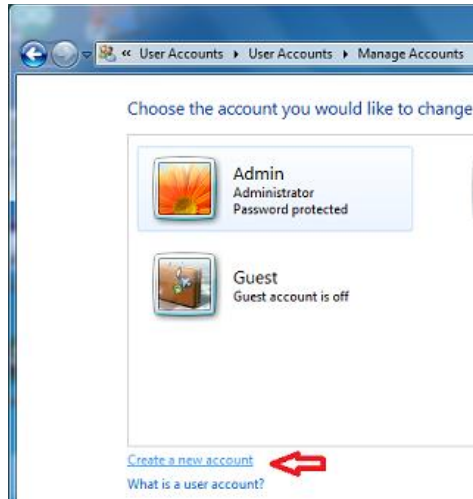 « User Accounts ▸ User Accounts ▸ Manage Accounts
Choose the account you would like to change
Admin
Administrator
Password protected
Guest
Guest account is off
Create a new account
What is a user account?